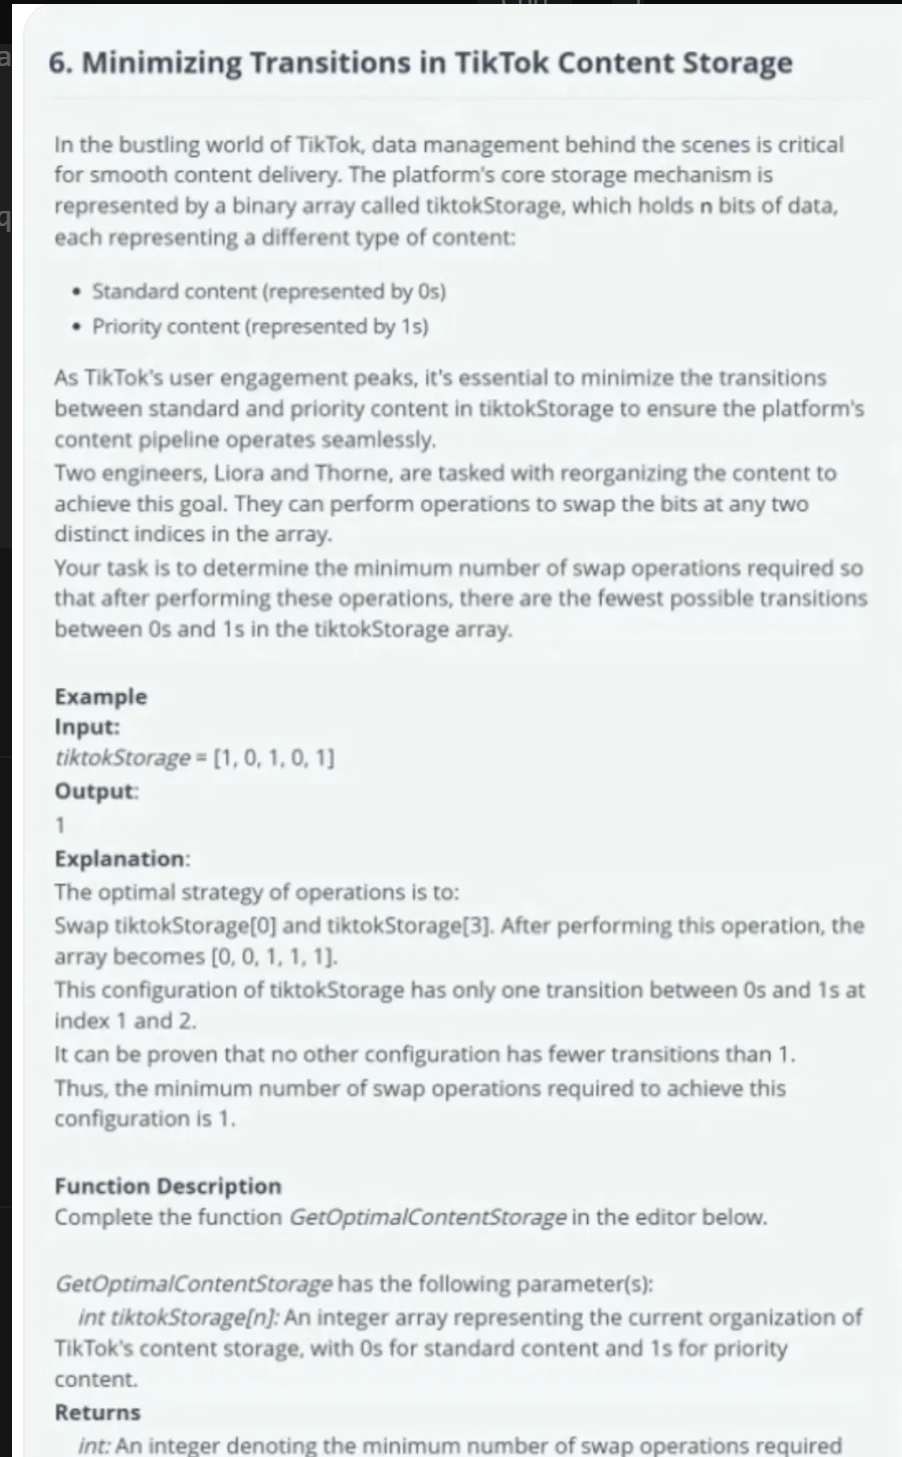 6. Minimizing Transitions in TikTok Content Storage
In the bustling world of TikTok, data management behind the scenes is critical
for smooth content delivery. The platform's core storage mechanism is
represented by a binary array called tiktokStorage, which holds n bits of data,
each representing a different type of content:
• Standard content (represented by 0s)
• Priority content (represented by 1s)
As TikTok's user engagement peaks, it's essential to minimize the transitions
between standard and priority content in tiktokStorage to ensure the platform's
content pipeline operates seamlessly.
Two engineers, Liora and Thorne, are tasked with reorganizing the content to
achieve this goal. They can perform operations to swap the bits at any two
distinct indices in the array.
Your task is to determine the minimum number of swap operations required so
that after performing these operations, there are the fewest possible transitions
between 0s and 1s in the tiktokStorage array.
Example
Input:
tiktokStorage = [1, 0, 1, 0, 1]
Output:
1
Explanation:
The optimal strategy of operations is to:
Swap tiktokStorage[0] and tiktokStorage[3]. After performing this operation, the
array becomes [0, 0, 1, 1, 1].
This configuration of tiktokStorage has only one transition between 0s and 1s at
index 1 and 2.
It can be proven that no other configuration has fewer transitions than 1.
Thus, the minimum number of swap operations required to achieve this
configuration is 1.
Function Description
Complete the function GetOptimalContentStorage in the editor below.
GetOptimalContentStorage has the following parameter(s):
int tiktokStorage[n]: An integer array representing the current organization of
TikTok's content storage, with 0s for standard content and 1s for priority
content.
Returns
int: An integer denoting the minimum number of swap operations required